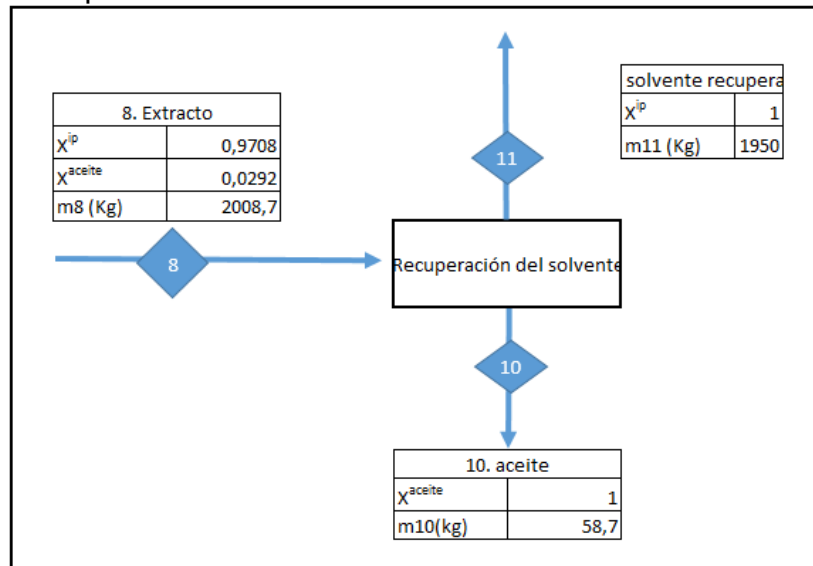 8. Extracto
X^ip 0,9708
X^aceite 0,0292
m8 (Kg) 2008,7
solvente recupera
X^ip 1
m11 (Kg) 1950
11
8
Recuperación del solvente
10
10. aceite
X^aceite 1
m10(kg) 58,7